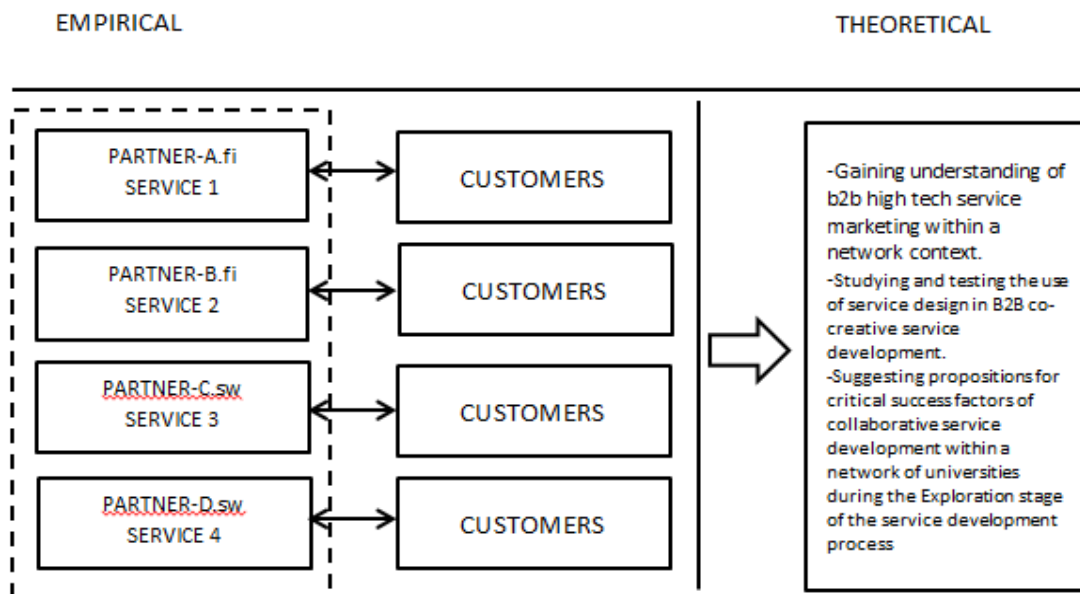 EMPIRICAL
THEORETICAL
PARTNER-A.fi
SERVICE 1
CUSTOMERS
PARTNER-B.fi
SERVICE 2
CUSTOMERS
PARTNER-C.sw
SERVICE 3
CUSTOMERS
PARTNER-D.sw
SERVICE 4
CUSTOMERS
-Gaining understanding of
b2b high tech service
marketing within a
network context.
-Studying and testing the use
of service design in B2B co-
creative service
development.
-Suggesting propositions for
critical success factors of
collaborative service
development within a
network of universities
during the Exploration stage
of the service development
process